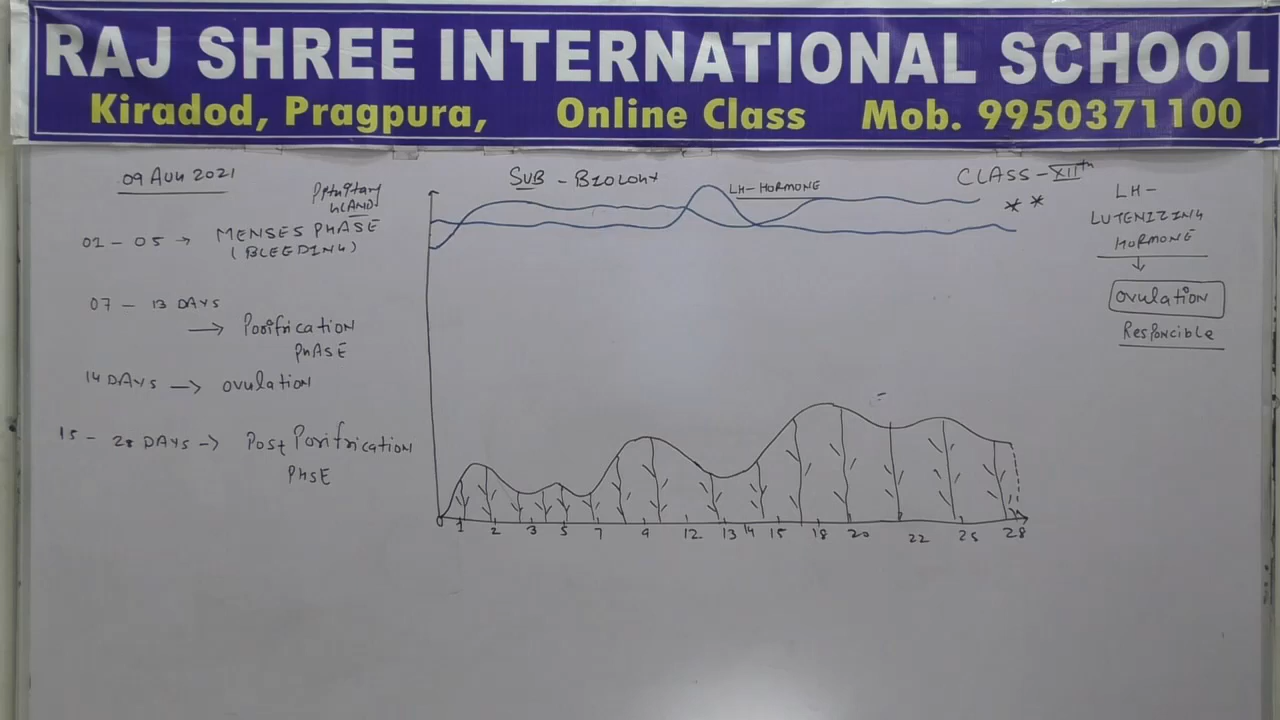 RAJ SHREE INTERNATIONAL SCHOOL
Kiradod, Pragpura, Online Class Mob. 9950371100
09 AUG 2021
SUB - BIOLOGY
CLASS - XIIth
Pituitary
GLAND
LH-HORMONE
* *
LH -
LUTENIZING
HORMONE
Ovulation
Responcible
01 - 05 → MENSES PHASE
(BLEEDING)
07 - 13 DAYS
→ Porifrication
PHASE
14 DAYS → ovulation
15 - 28 DAYS → Post Porifrication
PHSE
0 1 2 3 5 7 9 12 13 14 15 18 20 22 25 28